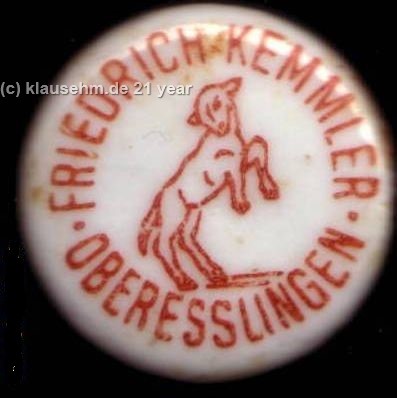 FRIEDRICH KEMMLER
OBERESSLINGEN
(c) klausehm.de 21 year